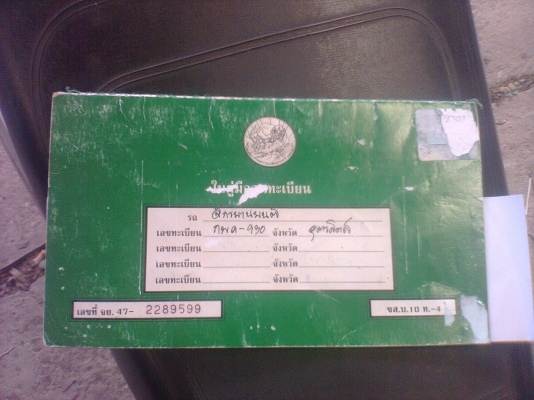 ใบคู่มือจดทะเบียน
รถ จักรยานยนต์
เลขทะเบียน กพค-930 จังหวัด อุตรดิตถ์
เลขทะเบียน จังหวัด
เลขทะเบียน จังหวัด
เลขทะเบียน จังหวัด
เลขที่ จย. 47- 2289599
ขส.บ.10 ท.-4